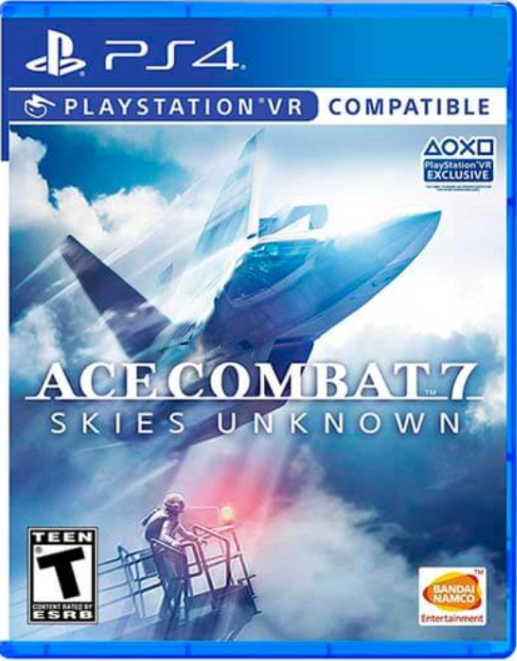 PS4
PLAYSTATION®VR COMPATIBLE
PlayStation®VR
EXCLUSIVE
ACE COMBAT™ 7
SKIES UNKNOWN
TEEN
T
CONTENT RATED BY
ESRB
BANDAI
NAMCO
Entertainment